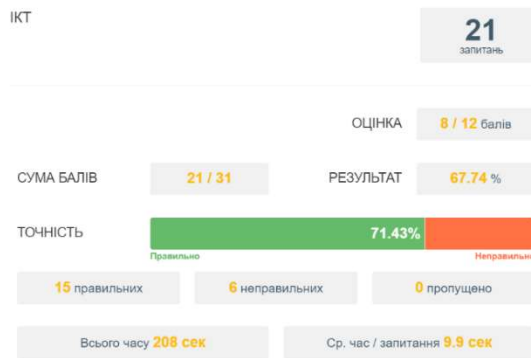 ІКТ
21
запитань
ОЦІНКА 8 / 12 балів
СУМА БАЛІВ 21 / 31 РЕЗУЛЬТАТ 67.74 %
ТОЧНІСТЬ 71.43%
Правильно Неправильно
15 правильних 6 неправильних 0 пропущено
Всього часу 208 сек Ср. час / запитання 9.9 сек